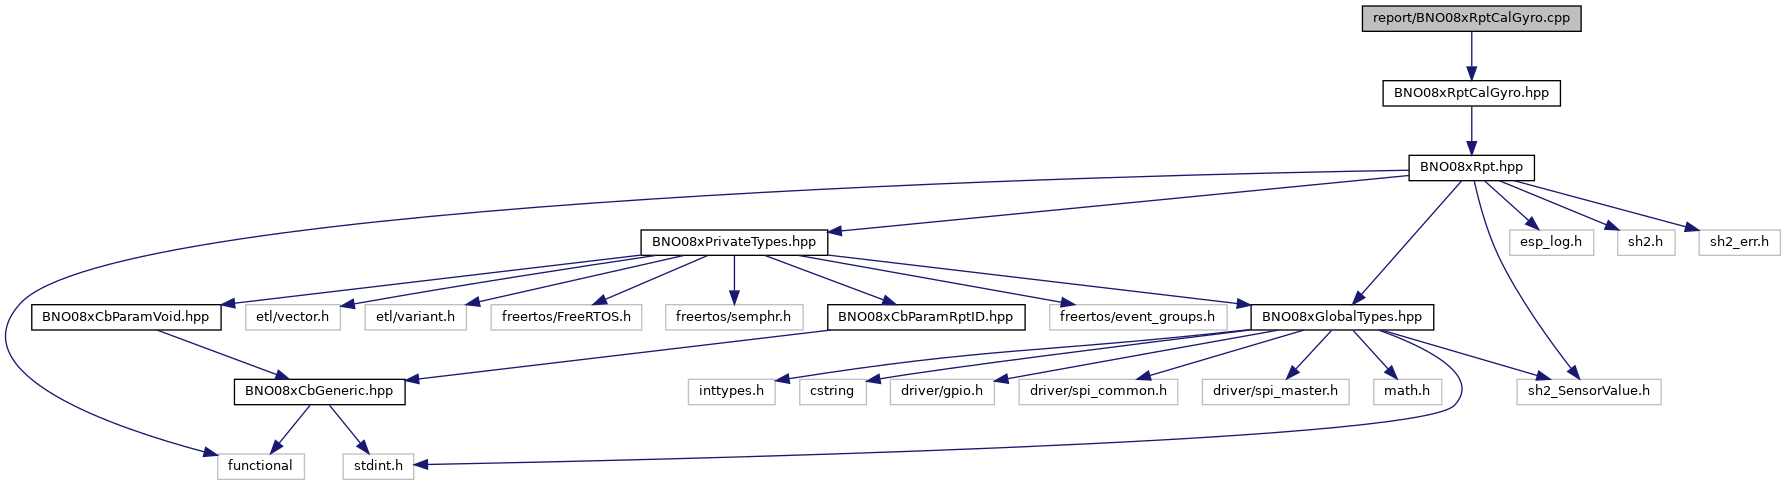 report/BNO08xRptCalGyro.cpp
BNO08xRptCalGyro.hpp
BNO08xRpt.hpp
BNO08xPrivateTypes.hpp
esp_log.h
sh2.h
sh2_err.h
BNO08xCbParamVoid.hpp
etl/vector.h
etl/variant.h
freertos/FreeRTOS.h
freertos/semphr.h
BNO08xCbParamRptID.hpp
freertos/event_groups.h
BNO08xGlobalTypes.hpp
BNO08xCbGeneric.hpp
inttypes.h
cstring
driver/gpio.h
driver/spi_common.h
driver/spi_master.h
math.h
sh2_SensorValue.h
functional
stdint.h